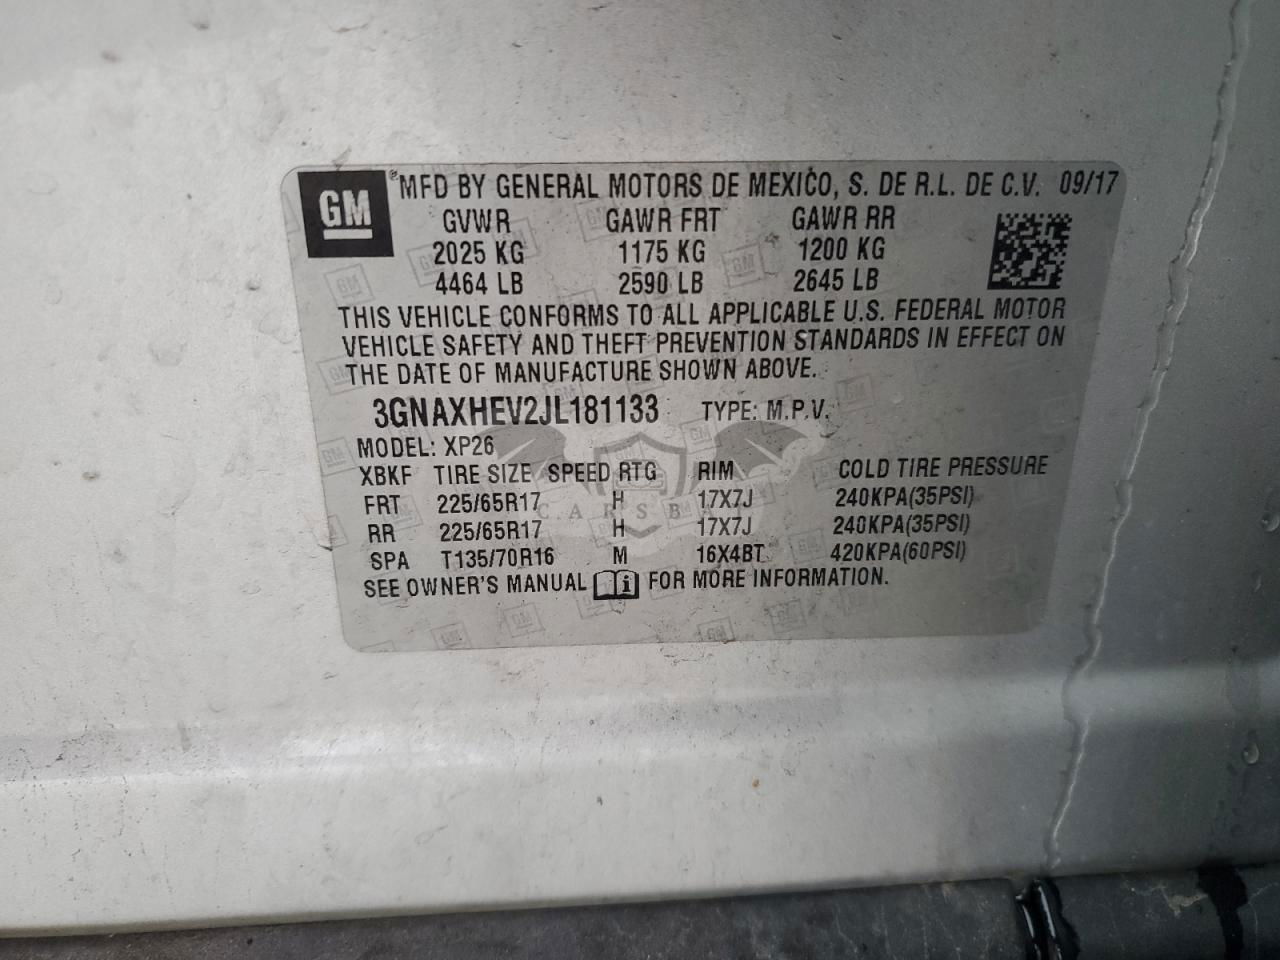 GM
MFD BY GENERAL MOTORS DE MEXICO, S. DE R.L. DE C.V. 09/17
GVWR GAWR FRT GAWR RR
2025 KG 1175 KG 1200 KG
4464 LB 2590 LB 2645 LB
THIS VEHICLE CONFORMS TO ALL APPLICABLE U.S. FEDERAL MOTOR
VEHICLE SAFETY AND THEFT PREVENTION STANDARDS IN EFFECT ON
THE DATE OF MANUFACTURE SHOWN ABOVE.
3GNAXHEV2JL181133 TYPE: M.P.V.
MODEL: XP26
XBKF TIRE SIZE SPEED RTG RIM COLD TIRE PRESSURE
FRT 225/65R17 H 17X7J 240KPA(35PSI)
RR 225/65R17 H 17X7J 240KPA(35PSI)
SPA T135/70R16 M 16X4BT 420KPA(60PSI)
SEE OWNER'S MANUAL FOR MORE INFORMATION.